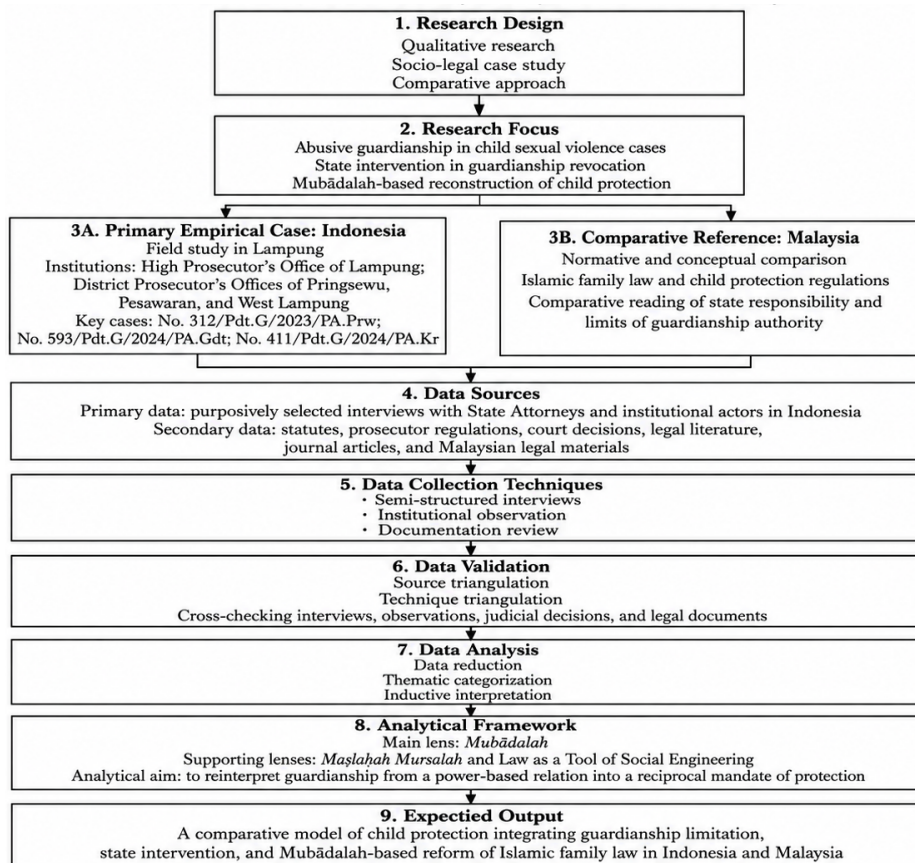 1. Research Design
Qualitative research
Socio-legal case study
Comparative approach
2. Research Focus
Abusive guardianship in child sexual violence cases
State intervention in guardianship revocation
Mubādalah-based reconstruction of child protection
3A. Primary Empirical Case: Indonesia
Field study in Lampung
Institutions: High Prosecutor's Office of Lampung;
District Prosecutor's Offices of Pringsewu,
Pesawaran, and West Lampung
Key cases: No. 312/Pdt.G/2023/PA.Prw;
No. 593/Pdt.G/2024/PA.Gdt; No. 411/Pdt.G/2024/PA.Kr
3B. Comparative Reference: Malaysia
Normative and conceptual comparison
Islamic family law and child protection regulations
Comparative reading of state responsibility and
limits of guardianship authority
4. Data Sources
Primary data: purposively selected interviews with State Attorneys and institutional actors in Indonesia
Secondary data: statutes, prosecutor regulations, court decisions, legal literature,
journal articles, and Malaysian legal materials
5. Data Collection Techniques
· Semi-structured interviews
· Institutional observation
· Documentation review
6. Data Validation
Source triangulation
Technique triangulation
Cross-checking interviews, observations, judicial decisions, and legal documents
7. Data Analysis
Data reduction
Thematic categorization
Inductive interpretation
8. Analytical Framework
Main lens: Mubādalah
Supporting lenses: Maṣlaḥah Mursalah and Law as a Tool of Social Engineering
Analytical aim: to reinterpret guardianship from a power-based relation into a reciprocal mandate of protection
9. Expectied Output
A comparative model of child protection integrating guardianship limitation,
state intervention, and Mubādalah-based reform of Islamic family law in Indonesia and Malaysia